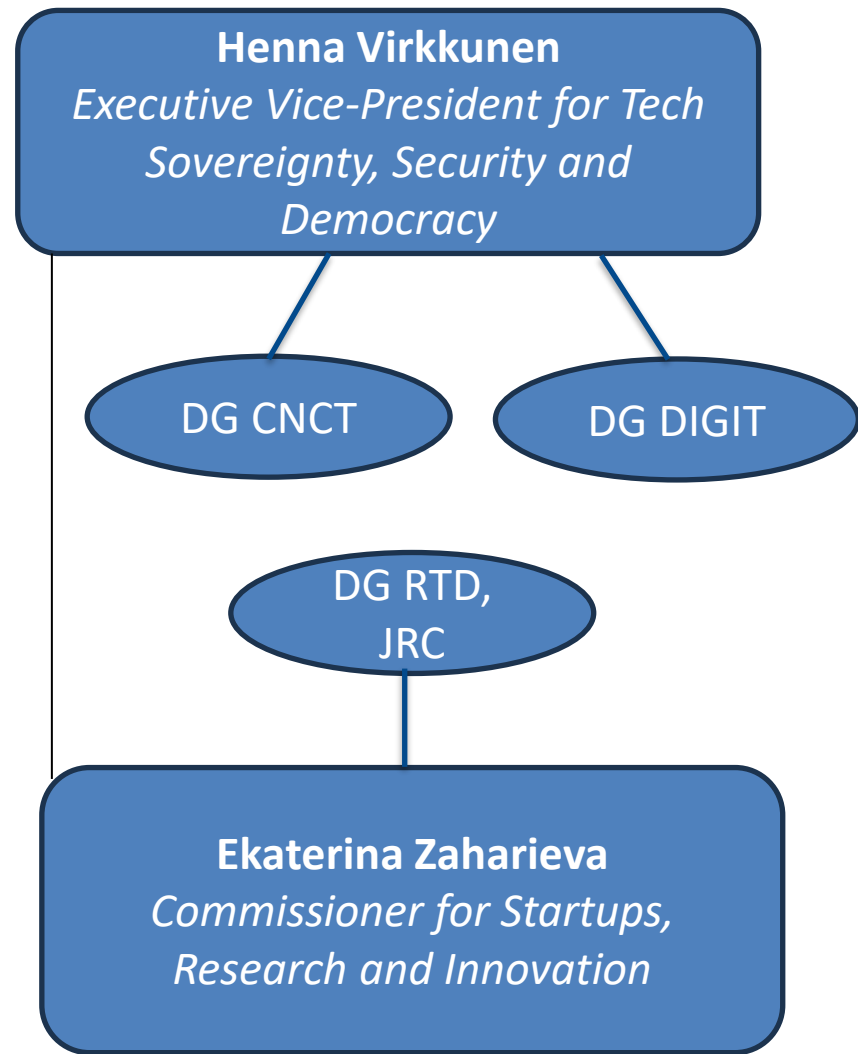 Henna Virkkunen
Executive Vice-President for Tech
Sovereignty, Security and
Democracy
DG CNCT
DG DIGIT
DG RTD,
JRC
Ekaterina Zaharieva
Commissioner for Startups,
Research and Innovation